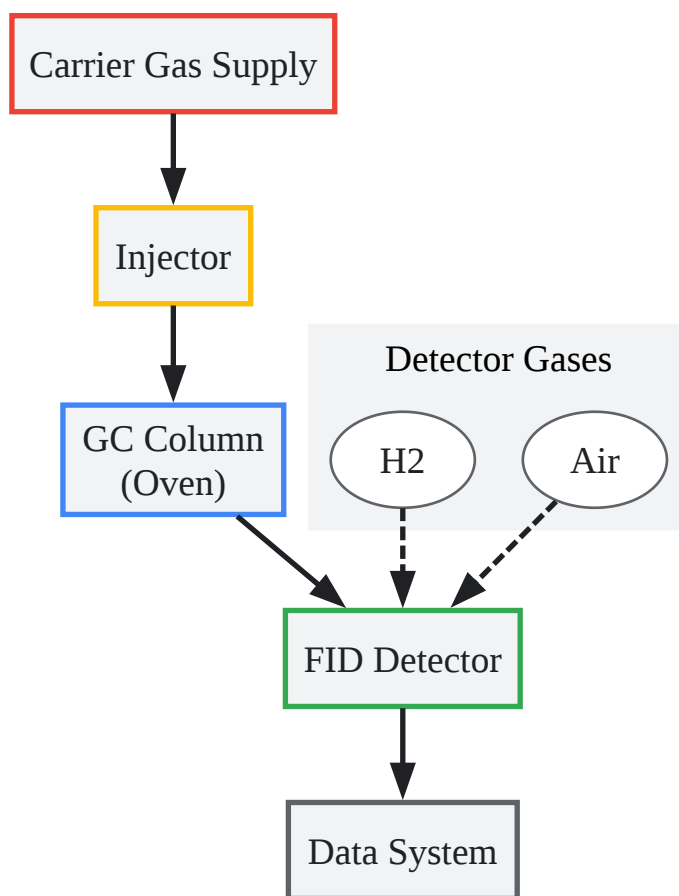 Carrier Gas Supply
Injector
Detector Gases
GC Column
(Oven)
H2
Air
FID Detector
Data System